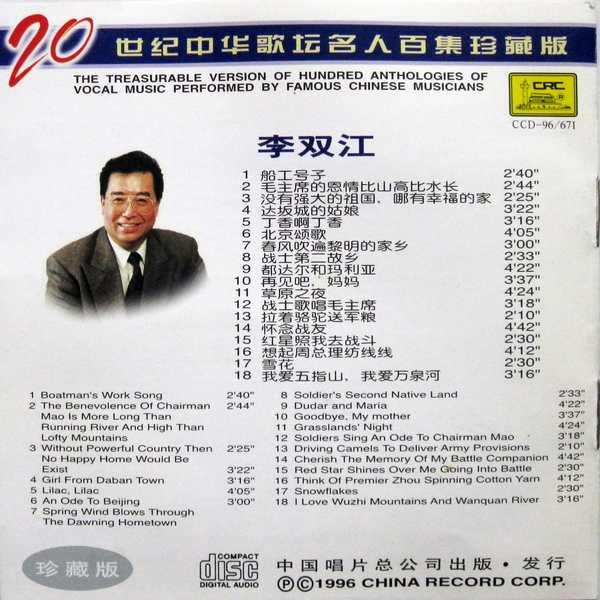 20 世纪中华歌坛名人百集珍藏版
THE TREASURABLE VERSION OF HUNDRED ANTHOLOGIES OF
VOCAL MUSIC PERFORMED BY FAMOUS CHINESE MUSICIANS
CRC
CCD-96/671
李双江
1 船工号子 2'40"
2 毛主席的恩情比山高比水长 2'44"
3 没有强大的祖国、哪有幸福的家 2'25"
4 达坂城的姑娘 3'22"
5 丁香啊丁香 3'16"
6 北京颂歌 4'05"
7 春风吹遍黎明的家乡 3'00"
8 战士第二故乡 2'33"
9 都达尔和玛利亚 4'22"
10 再见吧，妈妈 3'37"
11 草原之夜 4'24"
12 战士歌唱毛主席 3'18"
13 拉着骆驼送军粮 2'10"
14 怀念战友 4'42"
15 红星照我去战斗 2'30"
16 想起周总理纺线线 4'12"
17 雪花 2'30"
18 我爱五指山，我爱万泉河 3'16"
1 Boatman's Work Song 2'40"
2 The Benevolence Of Chairman 2'44"
Mao Is More Long Than
Running River And High Than
Lofty Mountains
3 Without Powerful Country Then 2'25"
No Happy Home Would Be
Exist 3'22"
4 Girl From Daban Town 3'16"
5 Lilac, Lilac 4'05"
6 An Ode To Beijing 3'00"
7 Spring Wind Blows Through
The Dawning Hometown
8 Soldier's Second Native Land 2'33"
9 Dudar and Maria 4'22"
10 Goodbye, My mother 3'37"
11 Grasslands' Night 4'24"
12 Soldiers Sing An Ode To Chairman Mao 3'18"
13 Driving Camels To Deliver Army Provisions 2'10"
14 Cherish The Memory Of My Battle Companion 4'42"
15 Red Star Shines Over Me Going Into Battle 2'30"
16 Think Of Premier Zhou Spinning Cotton Yarn 4'12"
17 Snowflakes 2'30"
18 I Love Wuzhi Mountains And Wanquan River 3'16"
珍藏版
COMPACT
disc
DIGITAL AUDIO
中国唱片总公司出版·发行
ⓅⒸ1996 CHINA RECORD CORP.